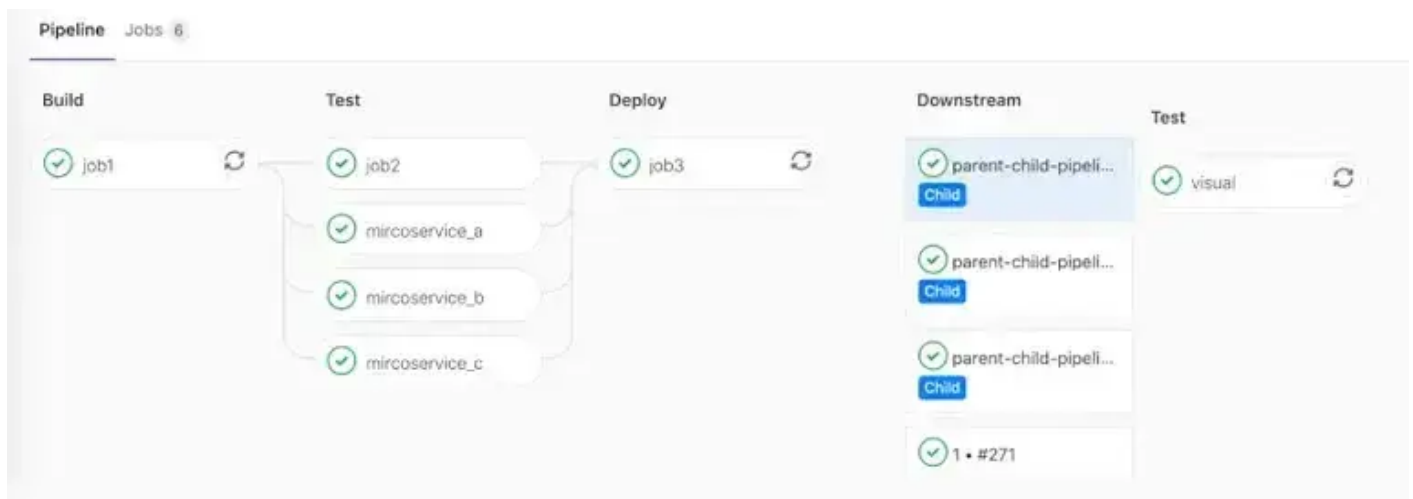 Pipeline Jobs 6
Build
Test
Deploy
Downstream
Test
job1
job2
job3
parent-child-pipeli...
Child
visual
mircoservice_a
mircoservice_b
mircoservice_c
parent-child-pipeli...
Child
parent-child-pipeli...
Child
1 • #271